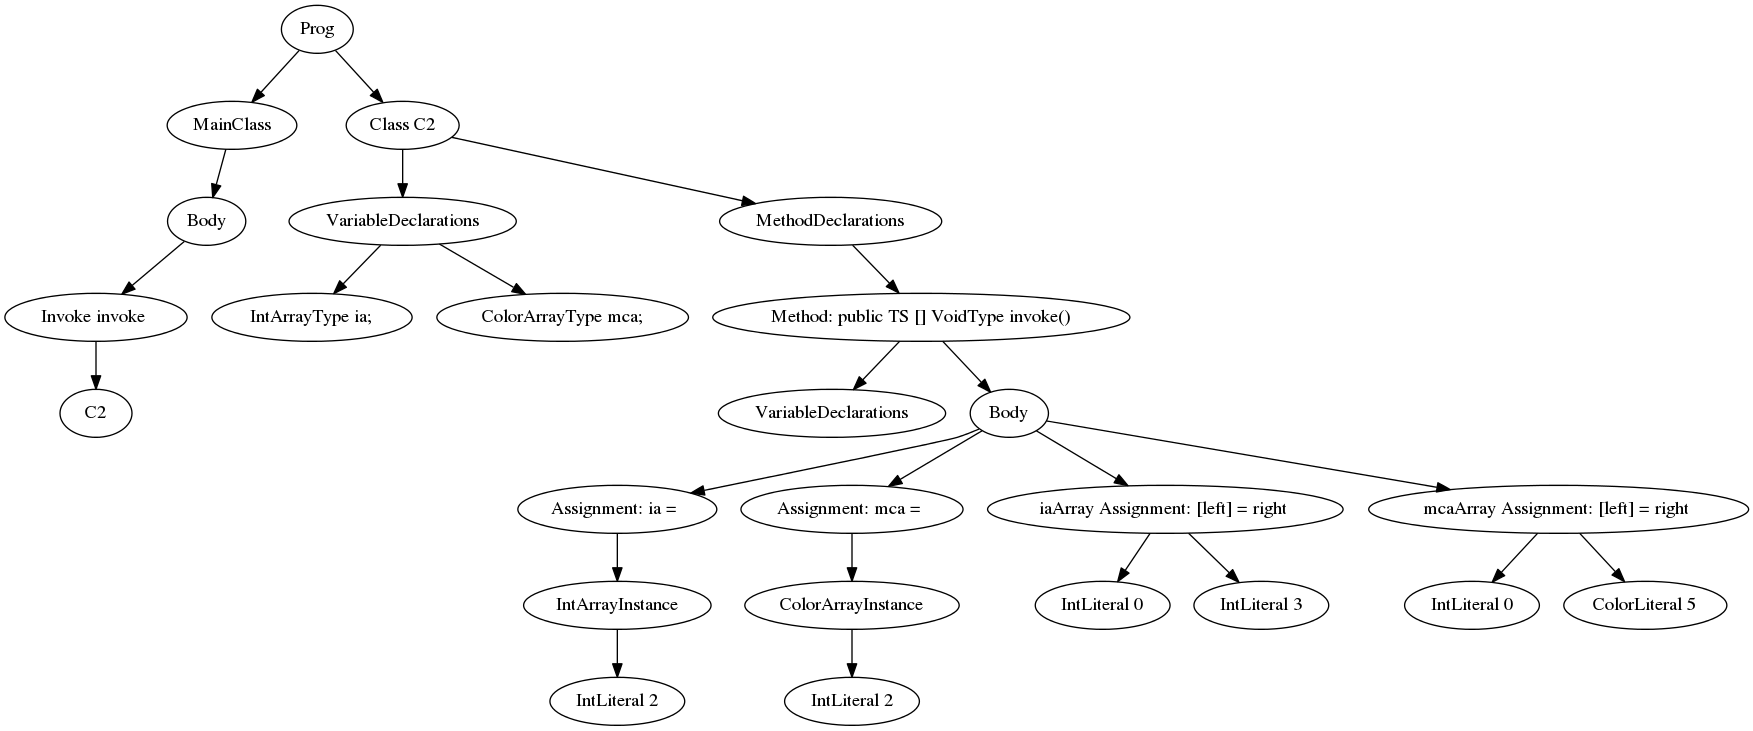 Prog
MainClass
Class C2
Body
VariableDeclarations
MethodDeclarations
Invoke invoke
IntArrayType ia;
ColorArrayType mca;
Method: public TS [] VoidType invoke()
C2
VariableDeclarations
Body
Assignment: ia =
Assignment: mca =
iaArray Assignment: [left] = right
mcaArray Assignment: [left] = right
IntArrayInstance
ColorArrayInstance
IntLiteral 0
IntLiteral 3
IntLiteral 0
ColorLiteral 5
IntLiteral 2
IntLiteral 2